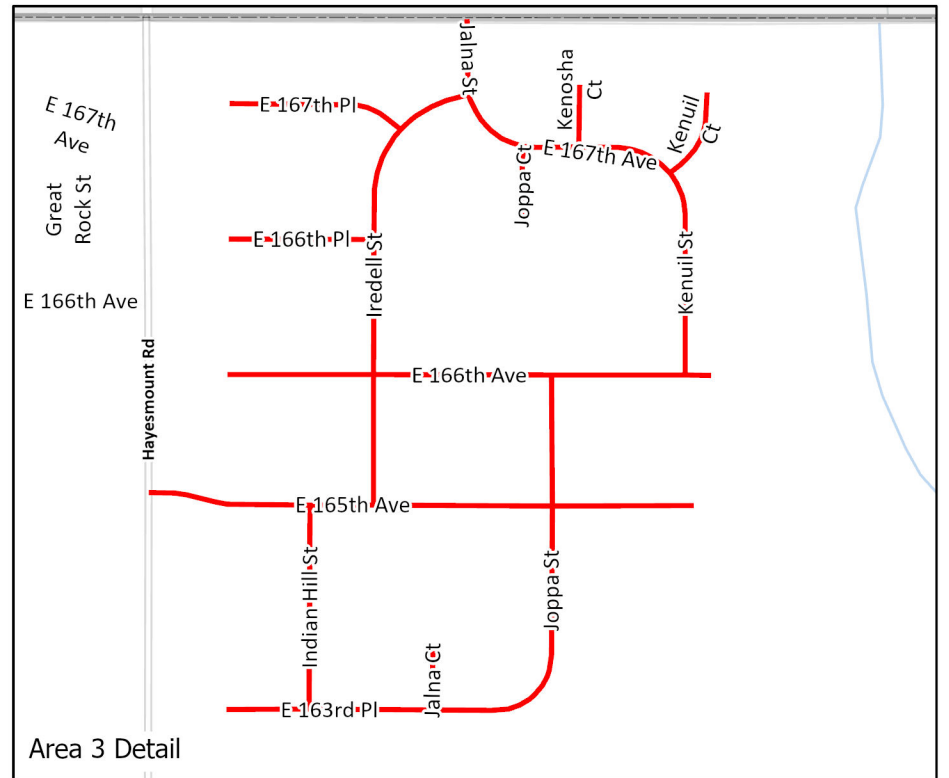 Jalna St
Kenosha
Ct
E 167th Pl
E 167th
Ave
Kenuil
Ct
E 167th Ave
Joppa Ct
Great
Rock St
E 166th Pl
Iredell St
Kenuil St
E 166th Ave
Hayesmount Rd
E 166th Ave
E 165th Ave
Indian Hill St
Joppa St
Jalna Ct
E 163rd Pl
Area 3 Detail